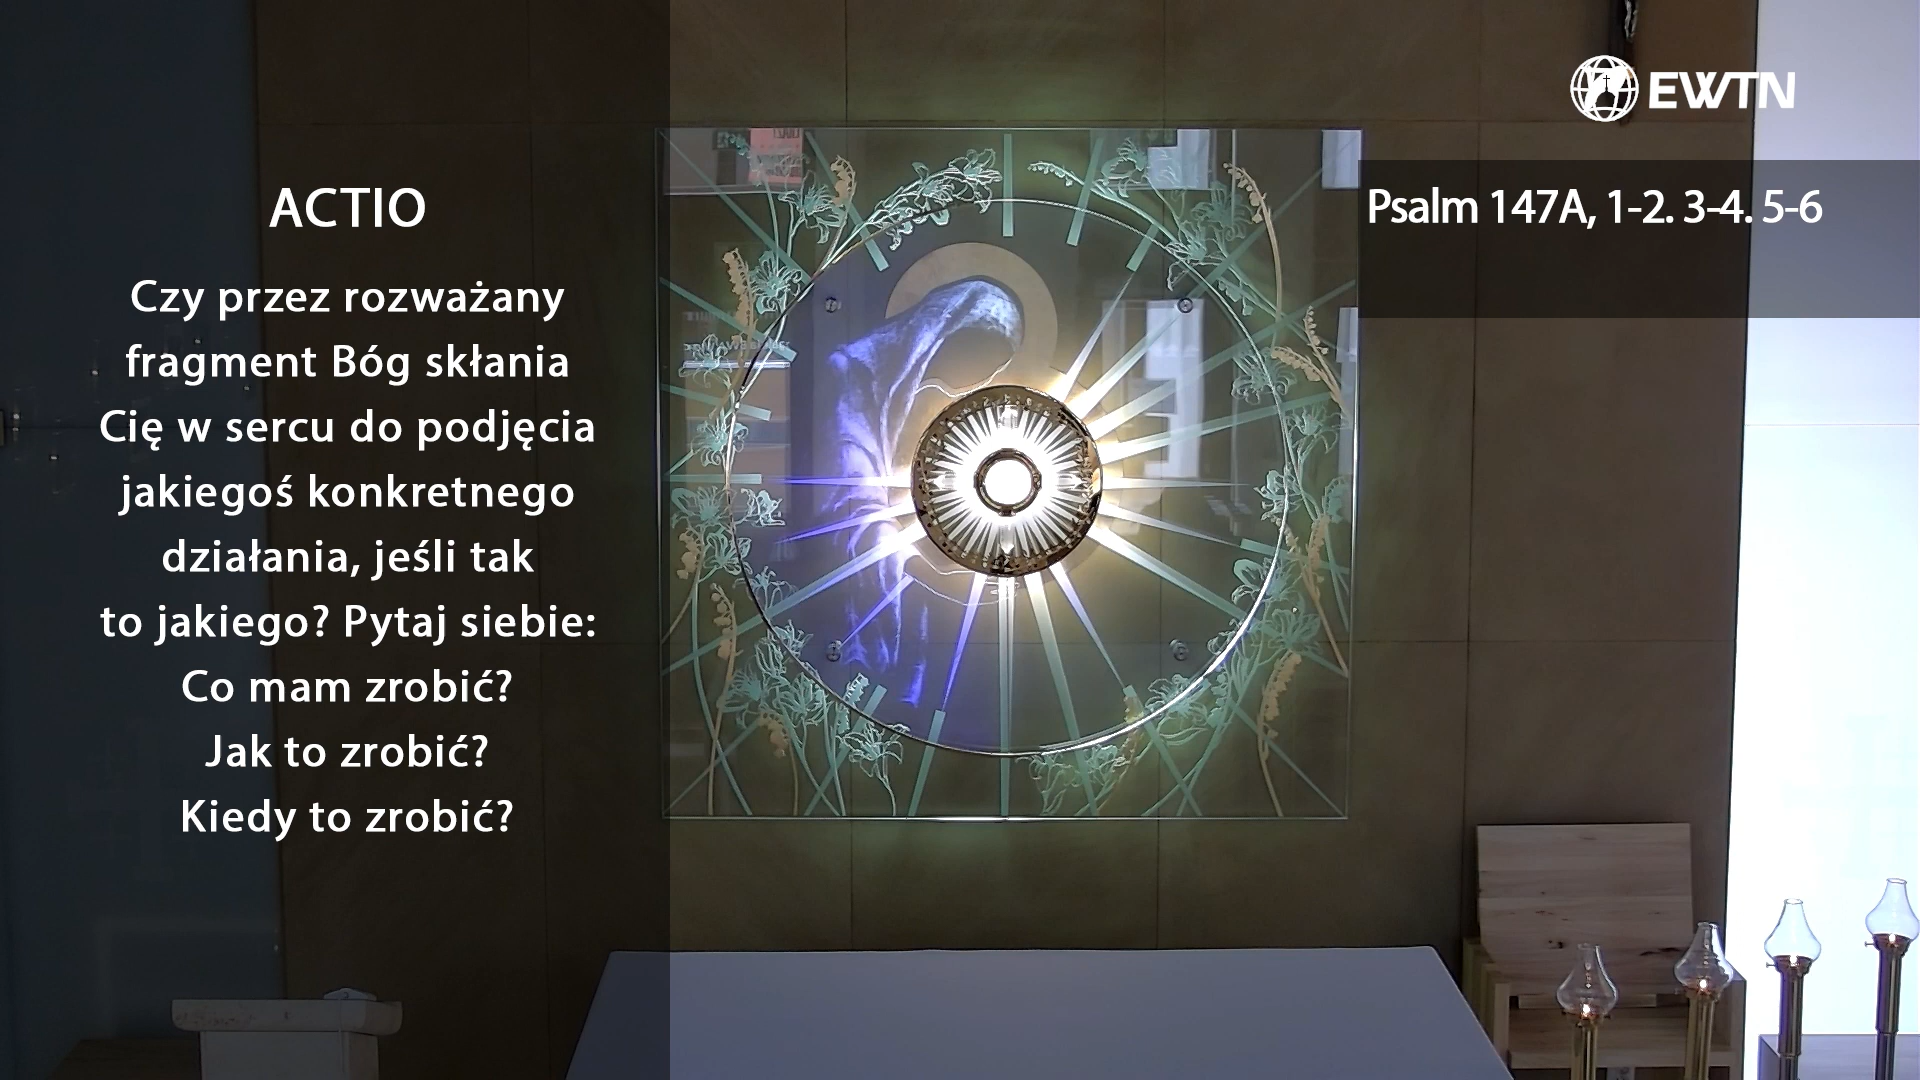 EWTN
ACTIO
Czy przez rozważany
fragment Bóg skłania
Cię w sercu do podjęcia
jakiegoś konkretnego
działania, jeśli tak
to jakiego? Pytaj siebie:
Co mam zrobić?
Jak to zrobić?
Kiedy to zrobić?
Psalm 147A, 1-2. 3-4. 5-6